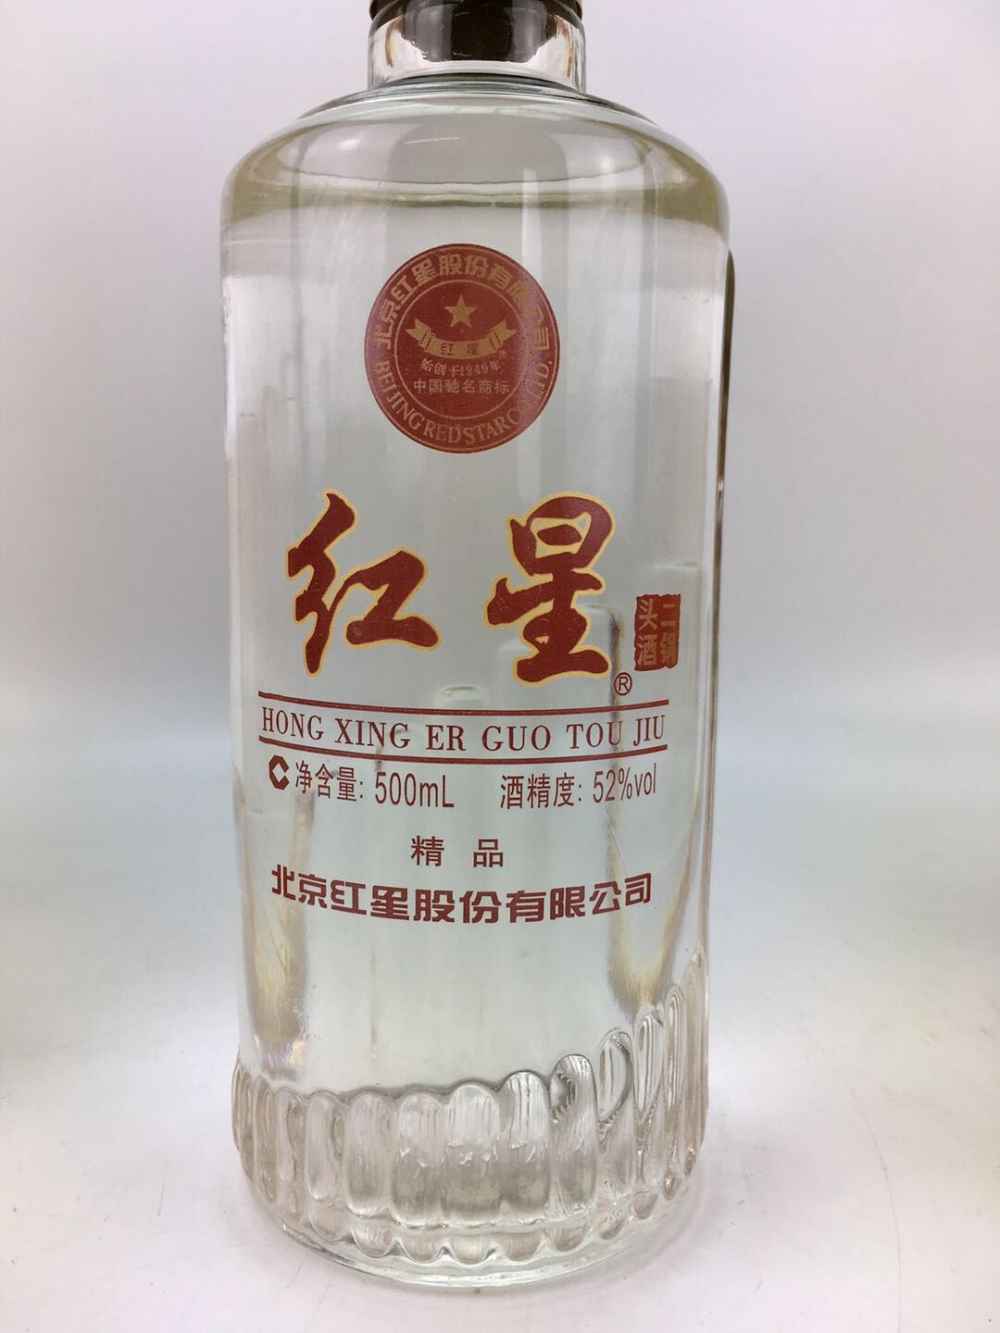 北京红星股份有限公司
红星
始创于1949年
中国驰名商标
BEIJING RED STAR CO., LTD.
红星
二锅
头酒
®
HONG XING ER GUO TOU JIU
净含量: 500mL 酒精度: 52%vol
精品
北京红星股份有限公司